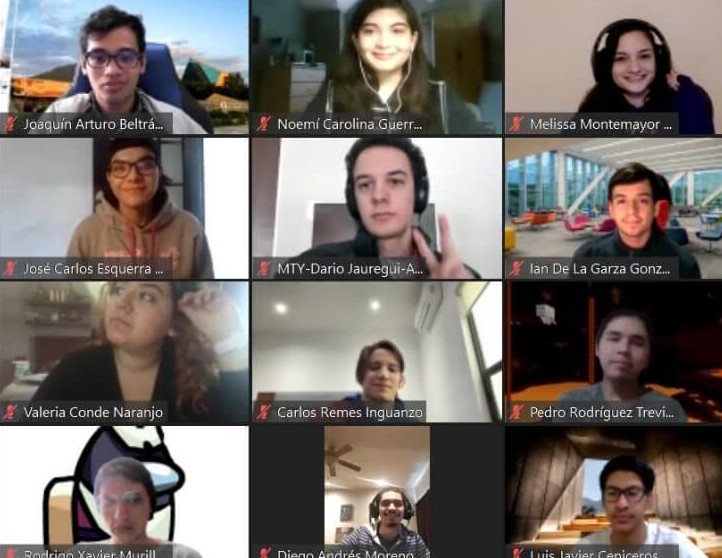 Joaquín Arturo Beltrá...
Noemí Carolina Guerr...
Melissa Montemayor ...
José Carlos Esquerra ...
MTY-Dario Jauregui-A...
Ian De La Garza Gonz...
Valeria Conde Naranjo
Carlos Remes Inguanzo
Pedro Rodríguez Trevi...
Rodrigo Xavier Murill...
Diego Andrés Moreno
Luis Javier Ceniceros